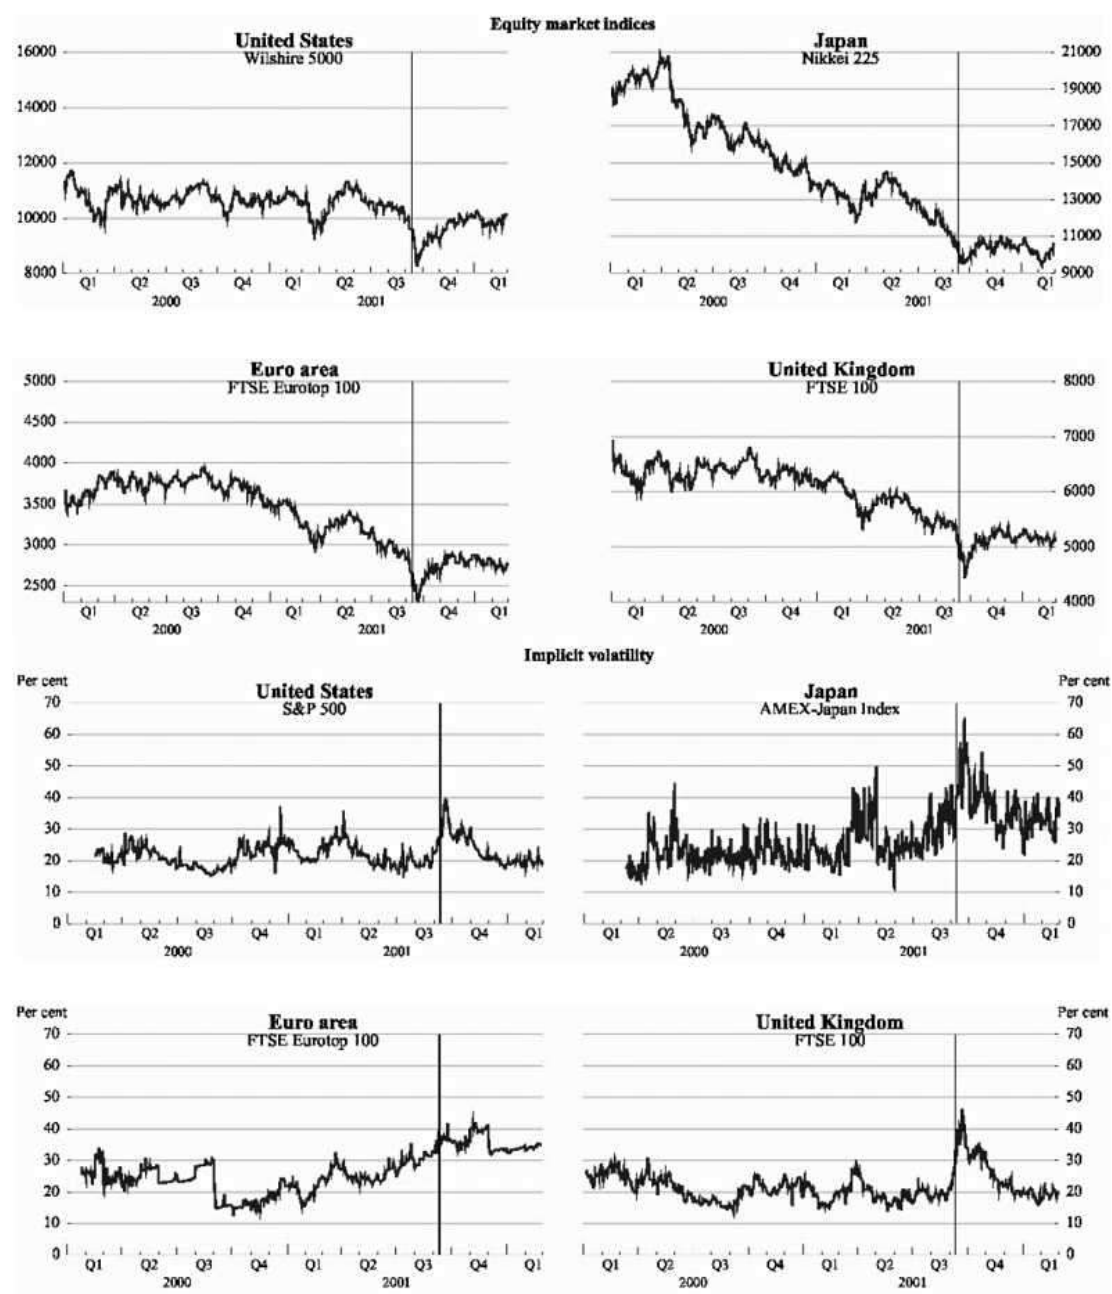 Equity market indices
United States
Wilshire 5000
16000
14000
12000
10000
8000
Q1 Q2 Q3 Q4 Q1 Q2 Q3 Q4 Q1
2000 2001
Japan
Nikkei 225
21000
19000
17000
15000
13000
11000
9000
Q1 Q2 Q3 Q4 Q1 Q2 Q3 Q4 Q1
2000 2001
Euro area
FTSE Eurotop 100
5000
4500
4000
3500
3000
2500
Q1 Q2 Q3 Q4 Q1 Q2 Q3 Q4 Q1
2000 2001
United Kingdom
FTSE 100
8000
7000
6000
5000
4000
Q1 Q2 Q3 Q4 Q1 Q2 Q3 Q4 Q1
2000 2001
Implicit volatility
Per cent
United States
S&P 500
70
60
50
40
30
20
10
0
Q1 Q2 Q3 Q4 Q1 Q2 Q3 Q4 Q1
2000 2001
Per cent
Japan
AMEX-Japan Index
70
60
50
40
30
20
10
0
Q1 Q2 Q3 Q4 Q1 Q2 Q3 Q4 Q1
2000 2001
Per cent
Euro area
FTSE Eurotop 100
70
60
50
40
30
20
10
0
Q1 Q2 Q3 Q4 Q1 Q2 Q3 Q4 Q1
2000 2001
Per cent
United Kingdom
FTSE 100
70
60
50
40
30
20
10
0
Q1 Q2 Q3 Q4 Q1 Q2 Q3 Q4 Q1
2000 2001